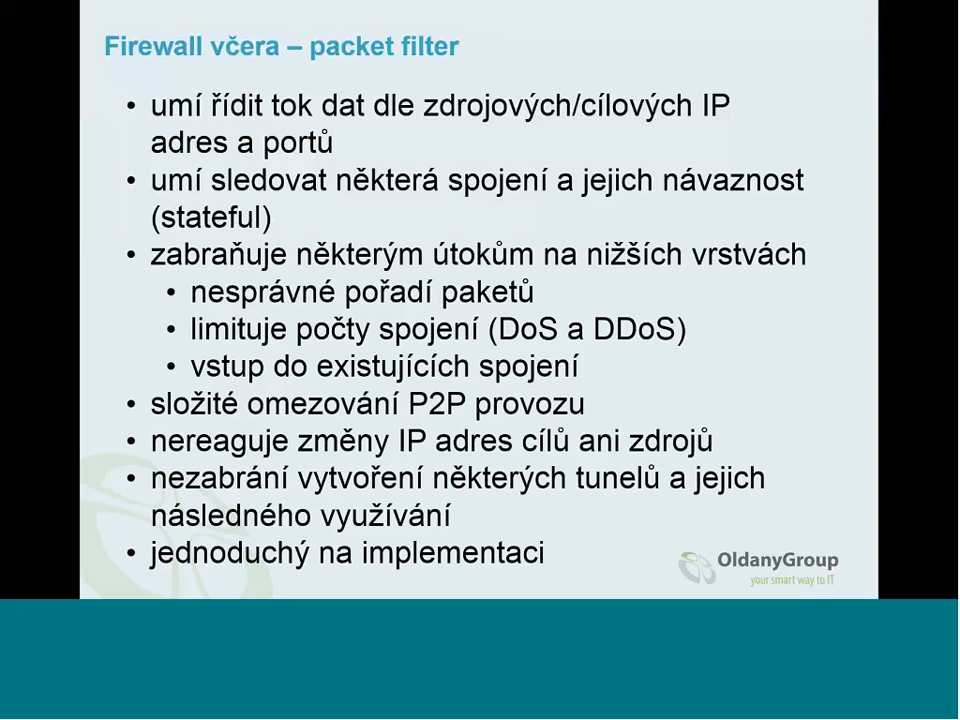 Firewall včera – packet filter
• umí řídit tok dat dle zdrojových/cílových IP
adres a portů
• umí sledovat některá spojení a jejich návaznost
(stateful)
• zabraňuje některým útokům na nižších vrstvách
• nesprávné pořadí paketů
• limituje počty spojení (DoS a DDoS)
• vstup do existujících spojení
• složité omezování P2P provozu
• nereaguje změny IP adres cílů ani zdrojů
• nezabrání vytvoření některých tunelů a jejich
následného využívání
• jednoduchý na implementaci
OldanyGroup
your smart way to IT